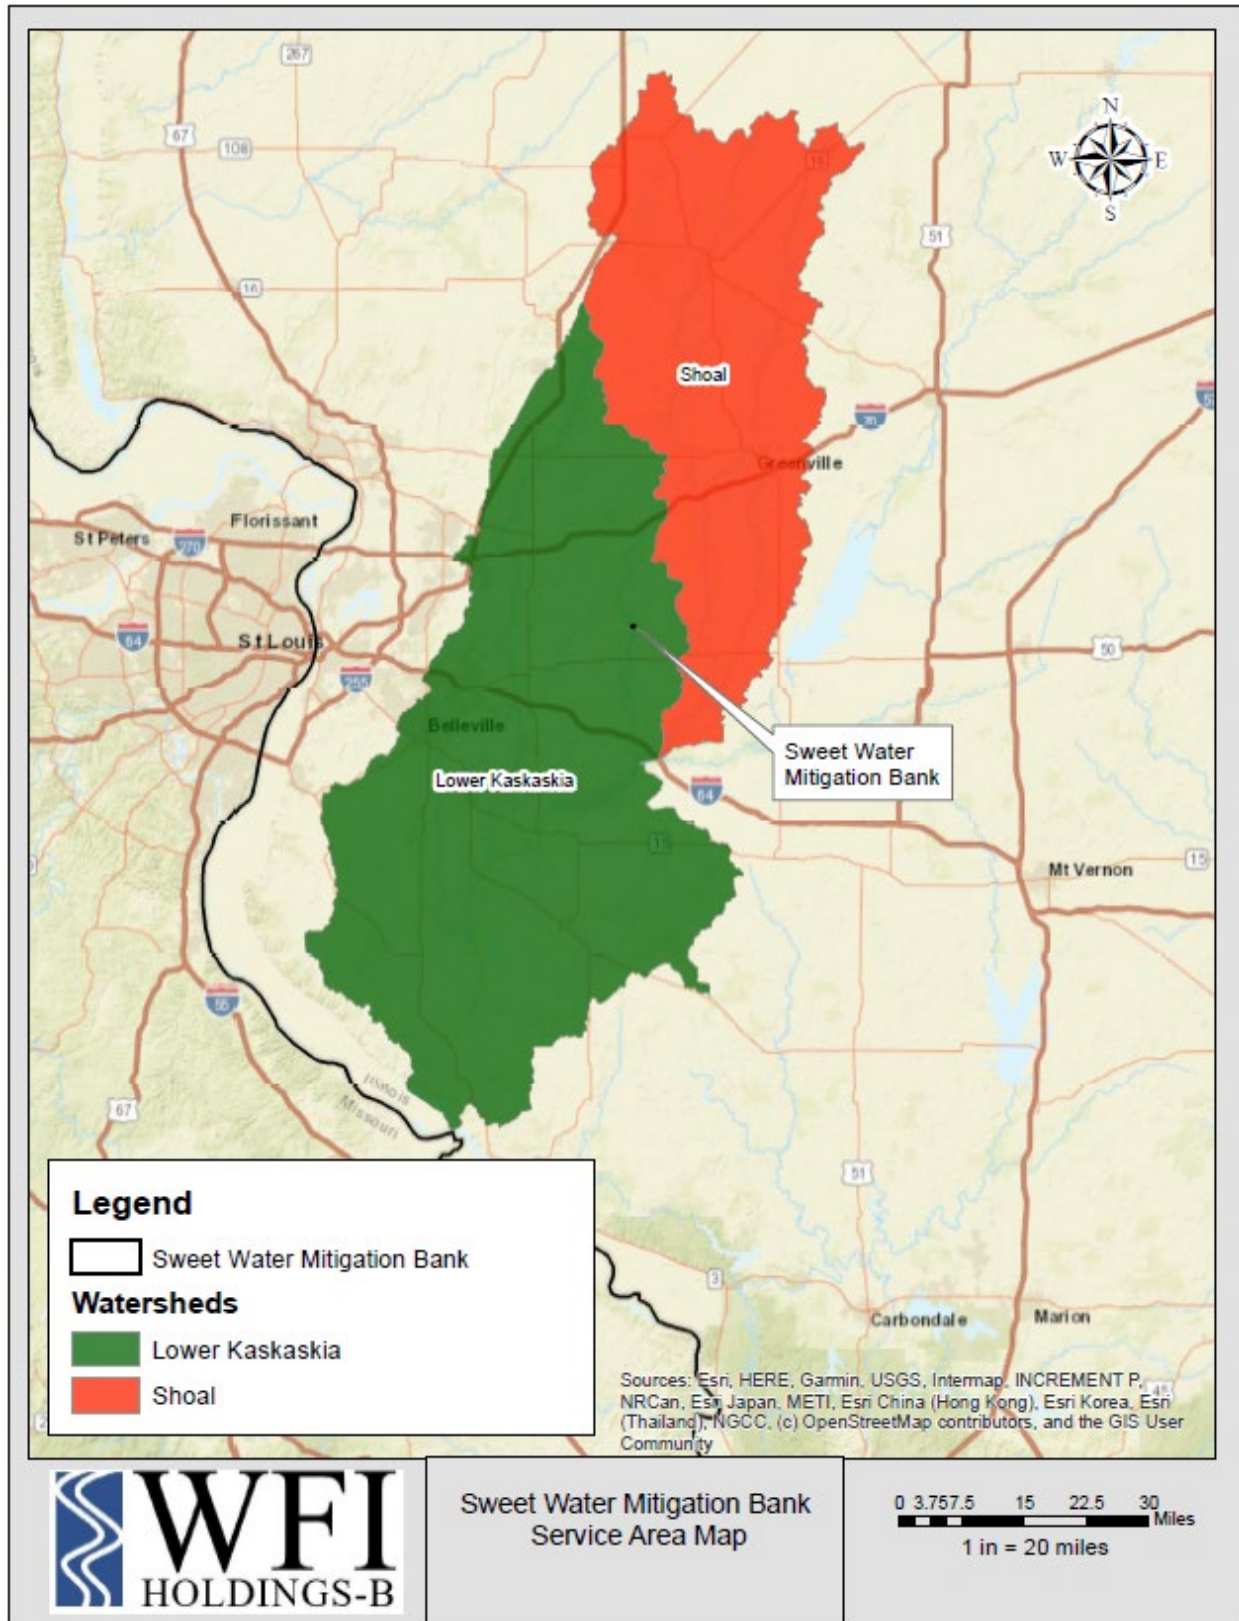 267
67
108
N
W E
S
16
51
16
Shoal
70
Greenville
Florissant
St Peters
270
64
St Louis
255
50
Belleville
Sweet Water
Mitigation Bank
Lower Kaskaskia
64
15
15
Mt Vernon
55
Illinois
Missouri
67
51
3
Carbondale
Marion
45
Legend
Sweet Water Mitigation Bank
Watersheds
Lower Kaskaskia
Shoal
Sources: Esri, HERE, Garmin, USGS, Intermap, INCREMENT P,
NRCan, Esri Japan, METI, Esri China (Hong Kong), Esri Korea, Esri
(Thailand), NGCC, (c) OpenStreetMap contributors, and the GIS User
Community
WFI
HOLDINGS-B
Sweet Water Mitigation Bank
Service Area Map
0 3.75 7.5 15 22.5 30
Miles
1 in = 20 miles